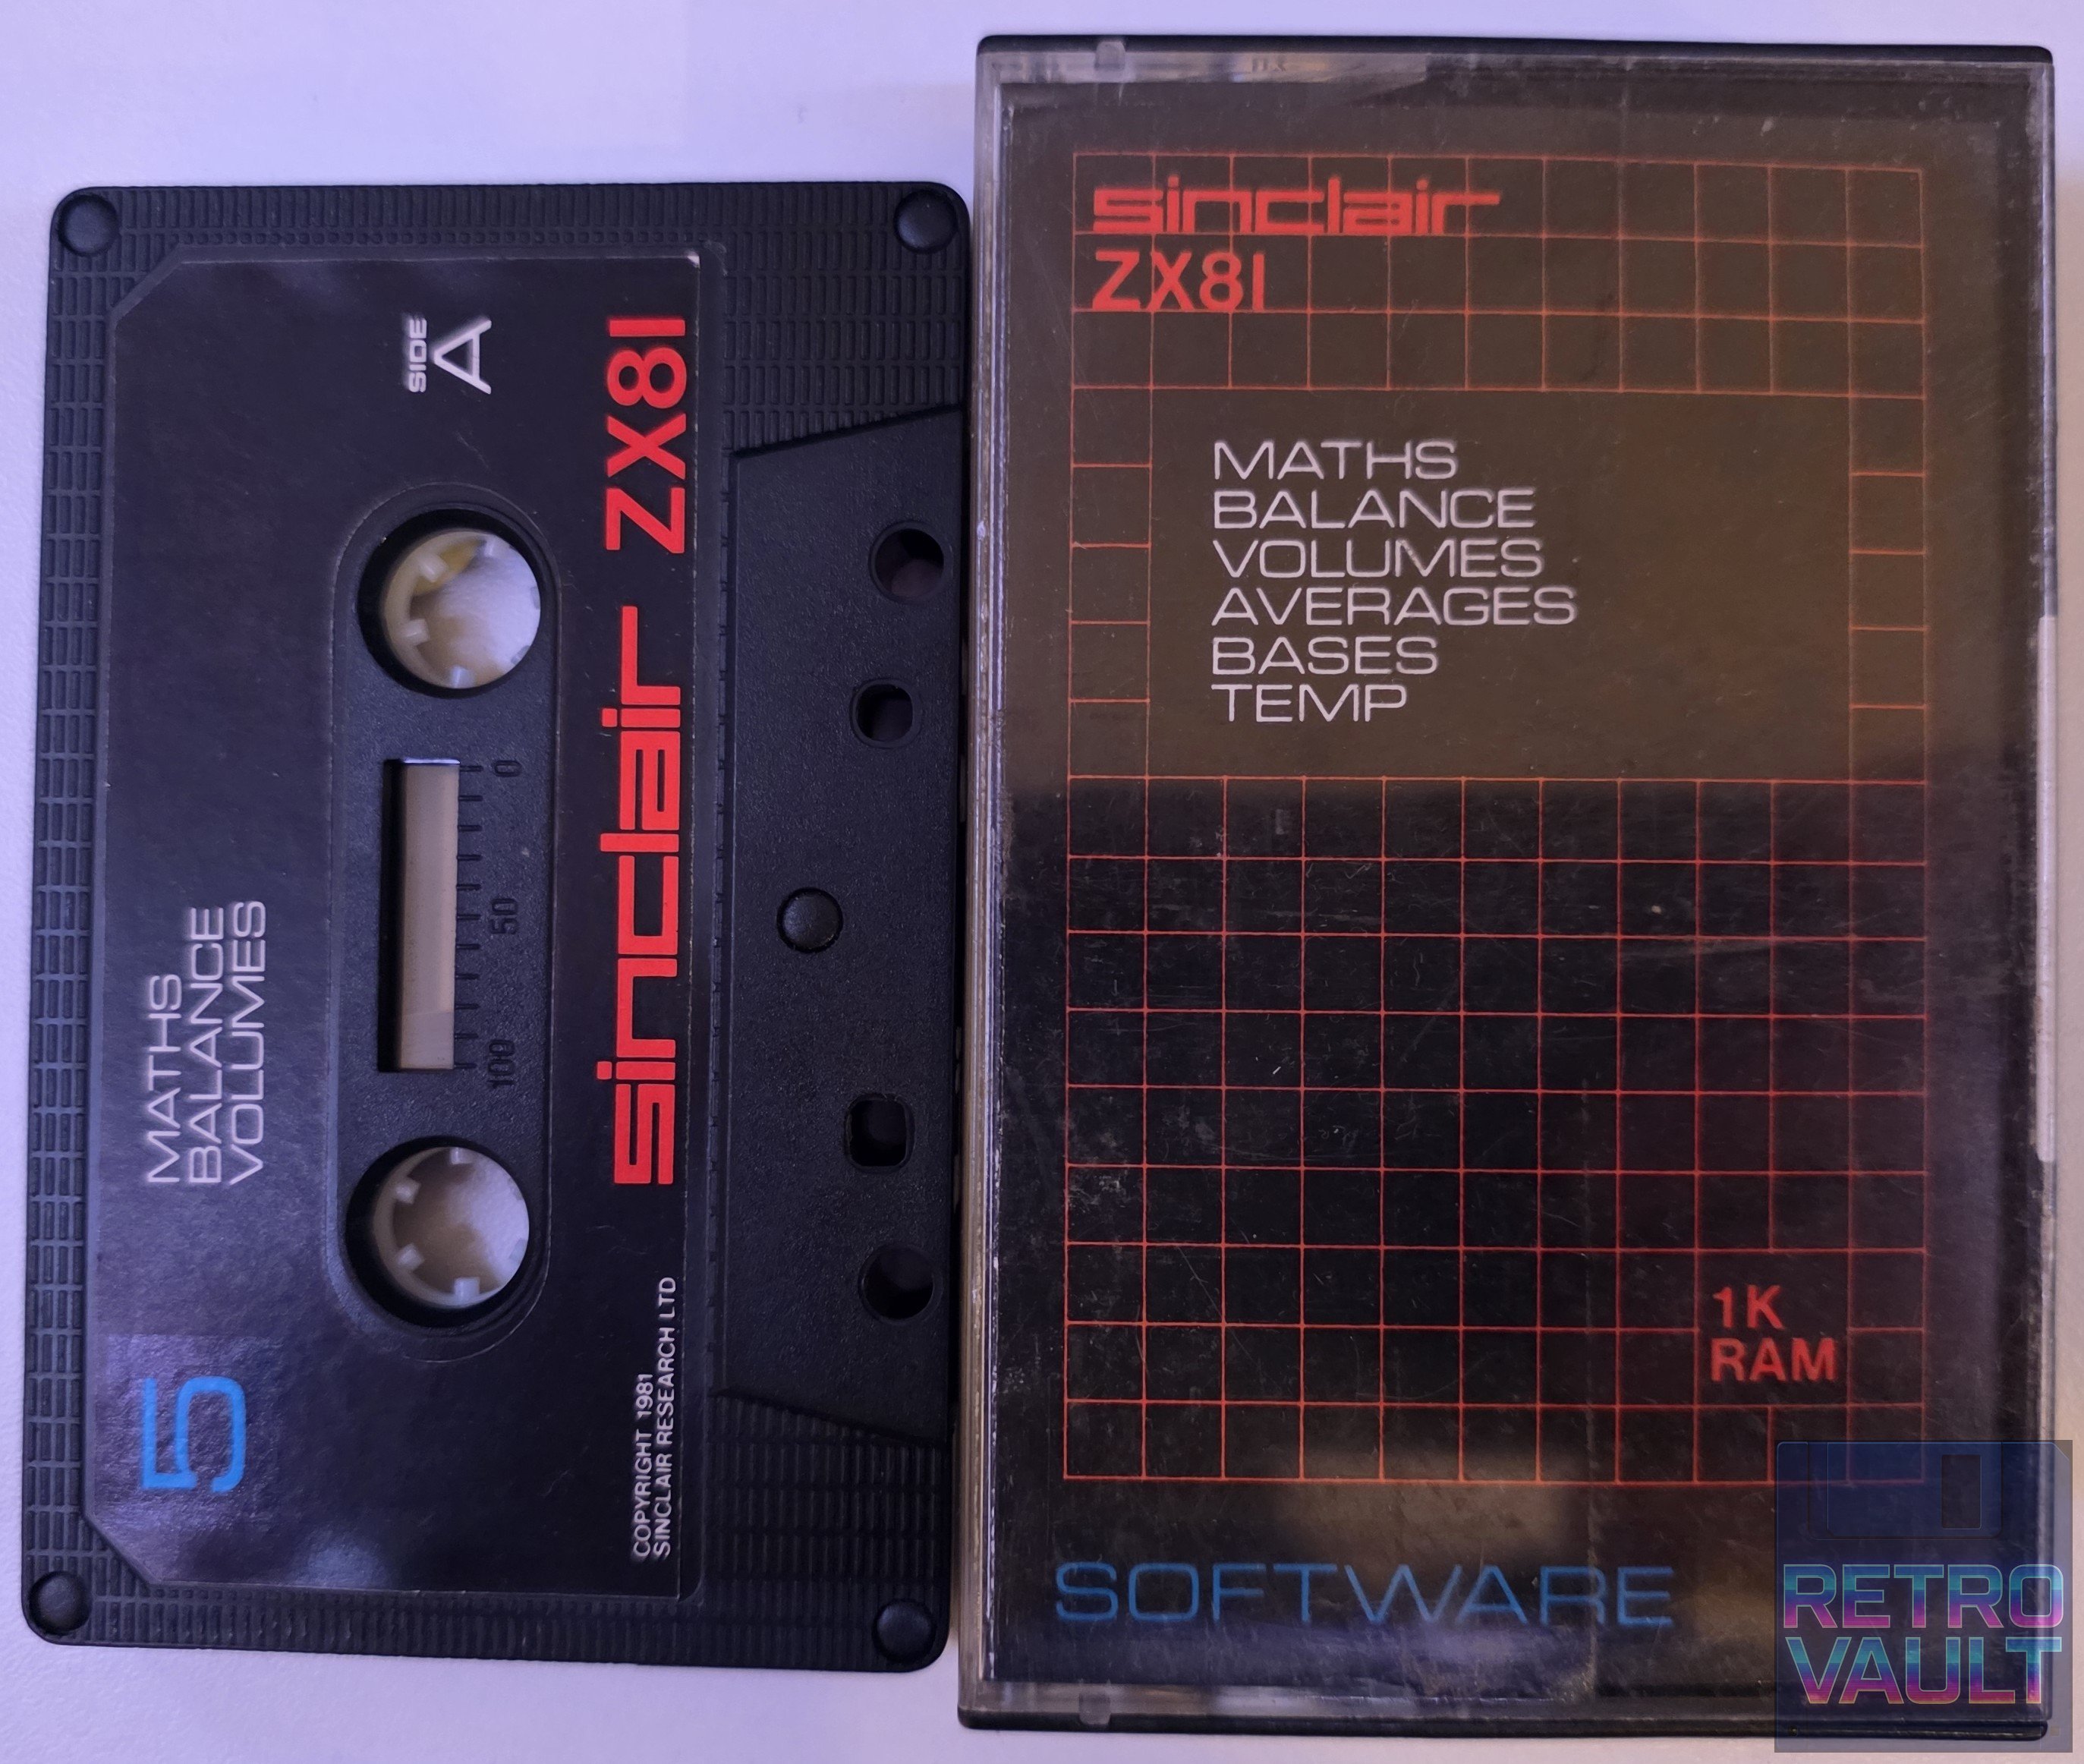 SIDE
A
sinclair ZX81
0
50
100
MATHS
BALANCE
VOLUMES
5
COPYRIGHT 1981
SINCLAIR RESEARCH LTD
sinclair
ZX81
MATHS
BALANCE
VOLUMES
AVERAGES
BASES
TEMP
1K
RAM
SOFTWARE
RETRO
VAULT